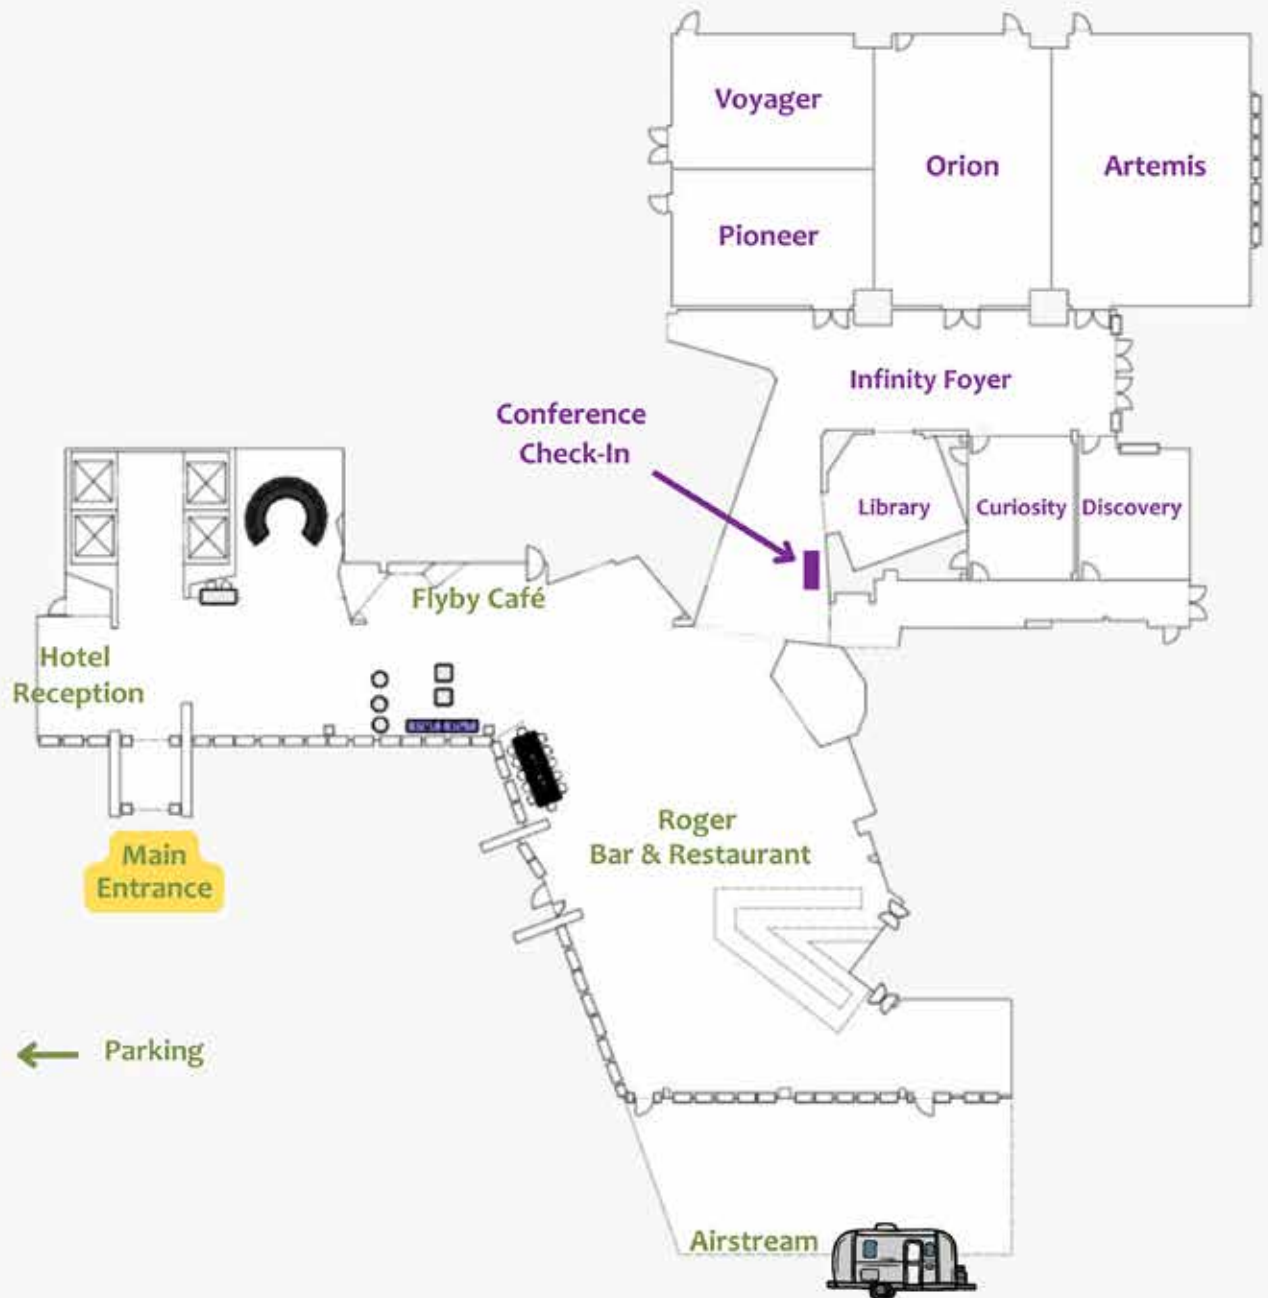 Voyager
Orion
Artemis
Pioneer
Infinity Foyer
Conference
Check-In
Library
Curiosity
Discovery
Flyby Café
Hotel
Reception
Roger
Bar & Restaurant
Main
Entrance
Parking
Airstream